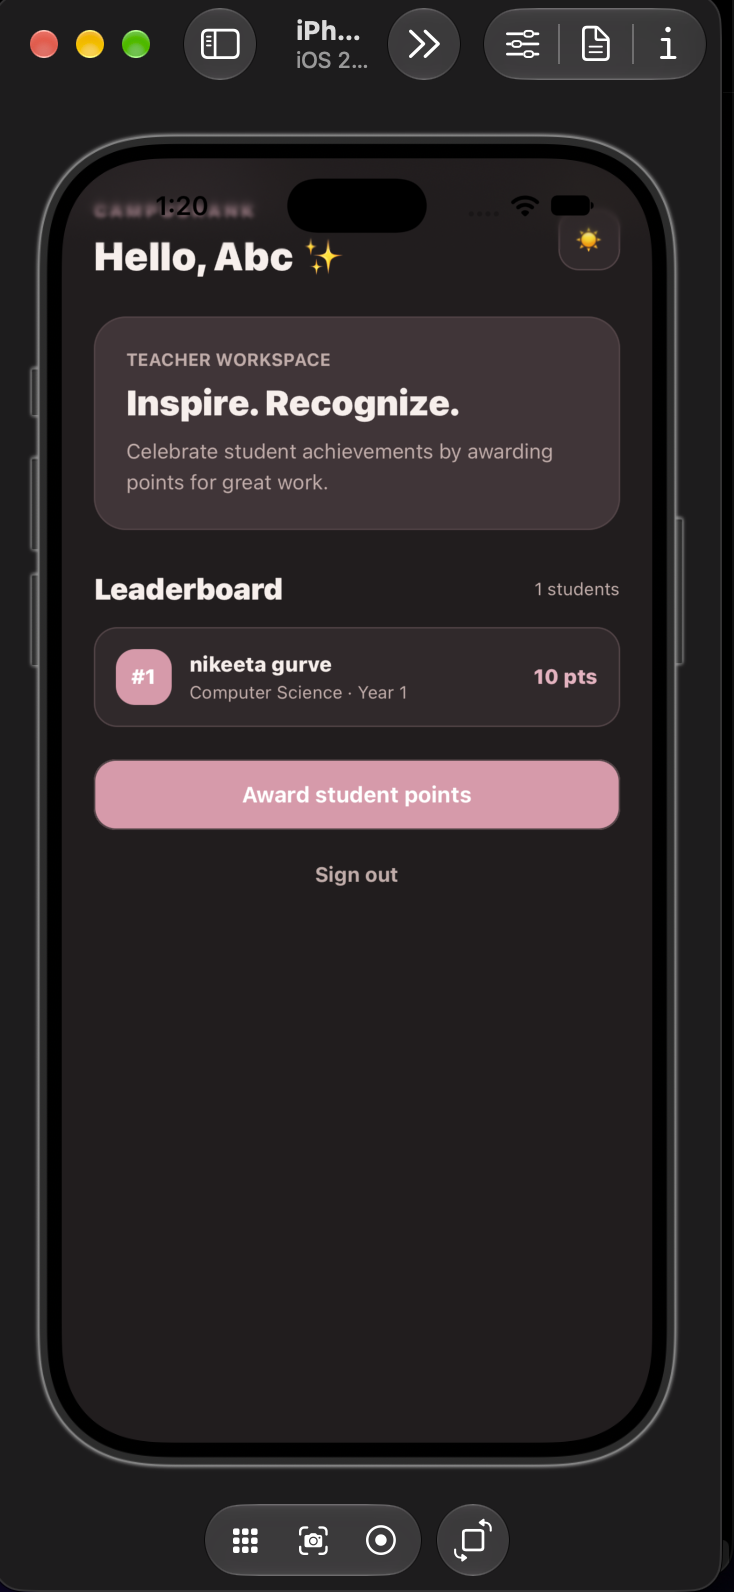 iPh...
iOS 2...
1:20
Hello, Abc ✨
TEACHER WORKSPACE
Inspire. Recognize.
Celebrate student achievements by awarding
points for great work.
Leaderboard
1 students
#1
nikeeta gurve
Computer Science · Year 1
10 pts
Award student points
Sign out